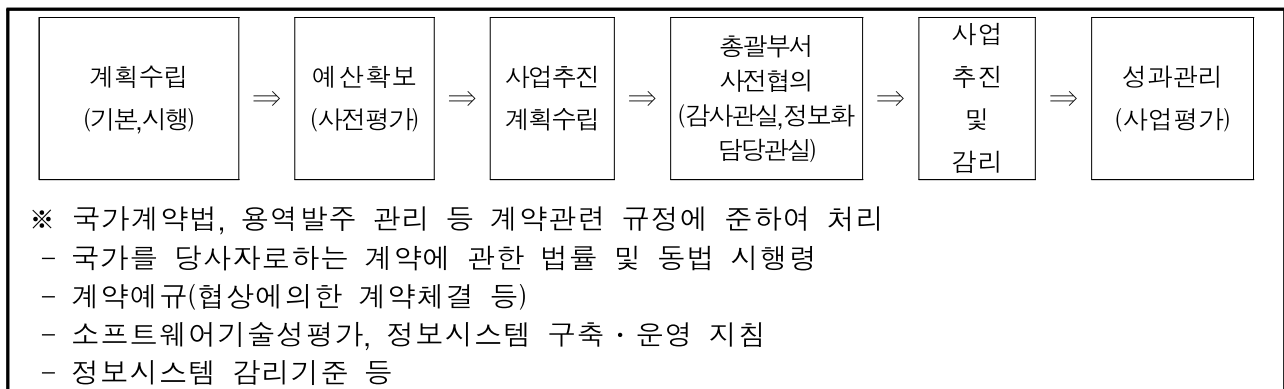 계획수립
(기본,시행)
⇒
예산확보
(사전평가)
⇒
사업추진
계획수립
⇒
총괄부서
사전협의
(감사관실,정보화
담당관실)
⇒
사업
추진
및
감리
⇒
성과관리
(사업평가)
※ 국가계약법, 용역발주 관리 등 계약관련 규정에 준하여 처리
- 국가를 당사자로하는 계약에 관한 법률 및 동법 시행령
- 계약예규(협상에의한 계약체결 등)
- 소프트웨어기술성평가, 정보시스템 구축·운영 지침
- 정보시스템 감리기준 등